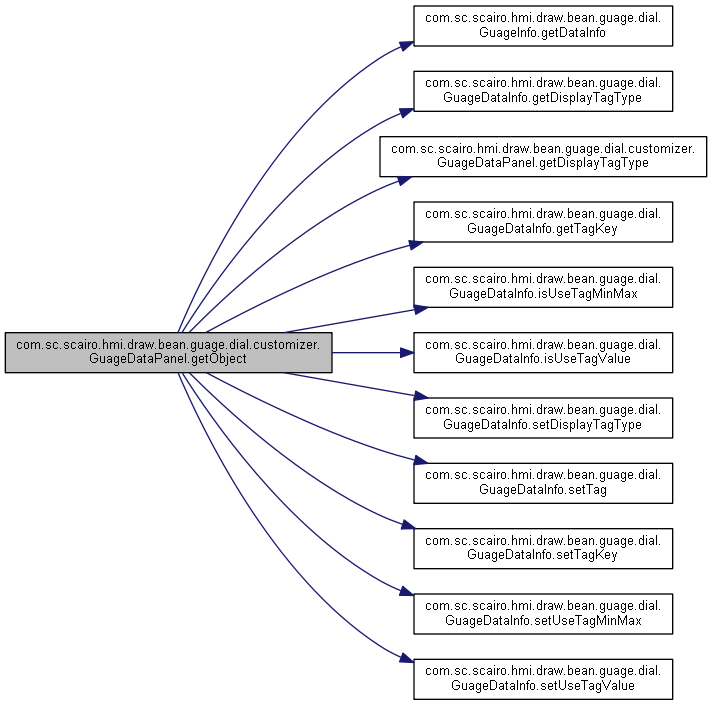 com.sc.scairo.hmi.draw.bean.guage.dial.
GuageInfo.getDataInfo
com.sc.scairo.hmi.draw.bean.guage.dial.
GuageDataInfo.getDisplayTagType
com.sc.scairo.hmi.draw.bean.guage.dial.customizer.
GuageDataPanel.getDisplayTagType
com.sc.scairo.hmi.draw.bean.guage.dial.
GuageDataInfo.getTagKey
com.sc.scairo.hmi.draw.bean.guage.dial.
GuageDataInfo.isUseTagMinMax
com.sc.scairo.hmi.draw.bean.guage.dial.customizer.
GuageDataPanel.getObject
com.sc.scairo.hmi.draw.bean.guage.dial.
GuageDataInfo.isUseTagValue
com.sc.scairo.hmi.draw.bean.guage.dial.
GuageDataInfo.setDisplayTagType
com.sc.scairo.hmi.draw.bean.guage.dial.
GuageDataInfo.setTag
com.sc.scairo.hmi.draw.bean.guage.dial.
GuageDataInfo.setTagKey
com.sc.scairo.hmi.draw.bean.guage.dial.
GuageDataInfo.setUseTagMinMax
com.sc.scairo.hmi.draw.bean.guage.dial.
GuageDataInfo.setUseTagValue